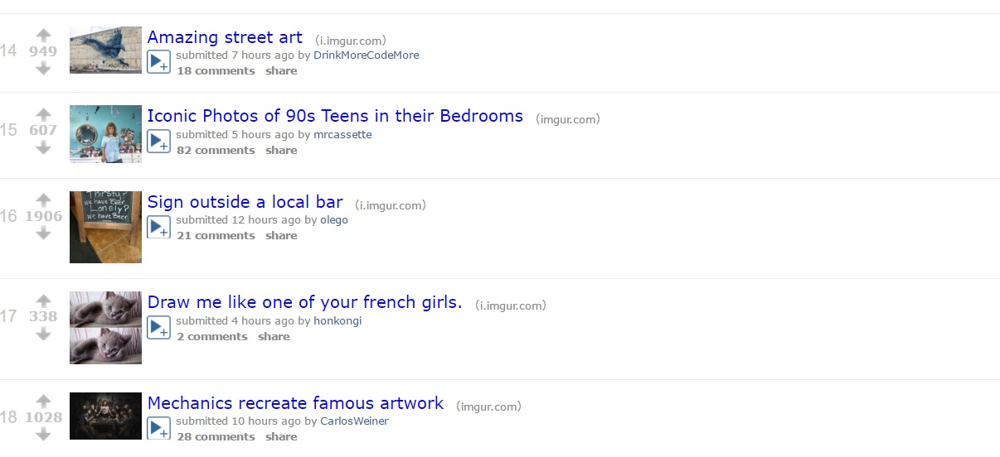 14
949
Amazing street art (i.imgur.com)
submitted 7 hours ago by DrinkMoreCodeMore
18 comments share
15
607
Iconic Photos of 90s Teens in their Bedrooms (imgur.com)
submitted 5 hours ago by mrcassette
82 comments share
16
1906
Thirsty?
We have Beer.
Lonely?
We have Beer.
Sign outside a local bar (i.imgur.com)
submitted 12 hours ago by olego
21 comments share
17
338
Draw me like one of your french girls. (i.imgur.com)
submitted 4 hours ago by honkongi
2 comments share
18
1028
Mechanics recreate famous artwork (imgur.com)
submitted 10 hours ago by CarlosWeiner
28 comments share